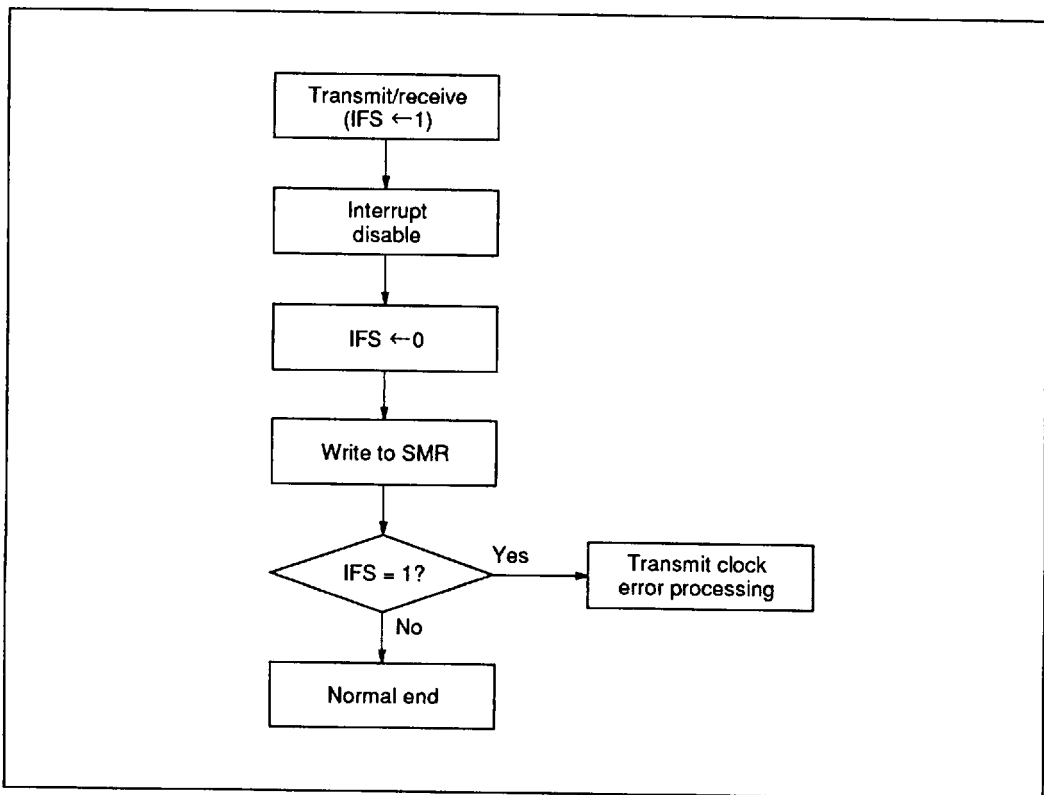 Transmit/receive
(IFS ←1)
Interrupt
disable
IFS ←0
Write to SMR
IFS = 1?
Yes
Transmit clock
error processing
No
Normal end